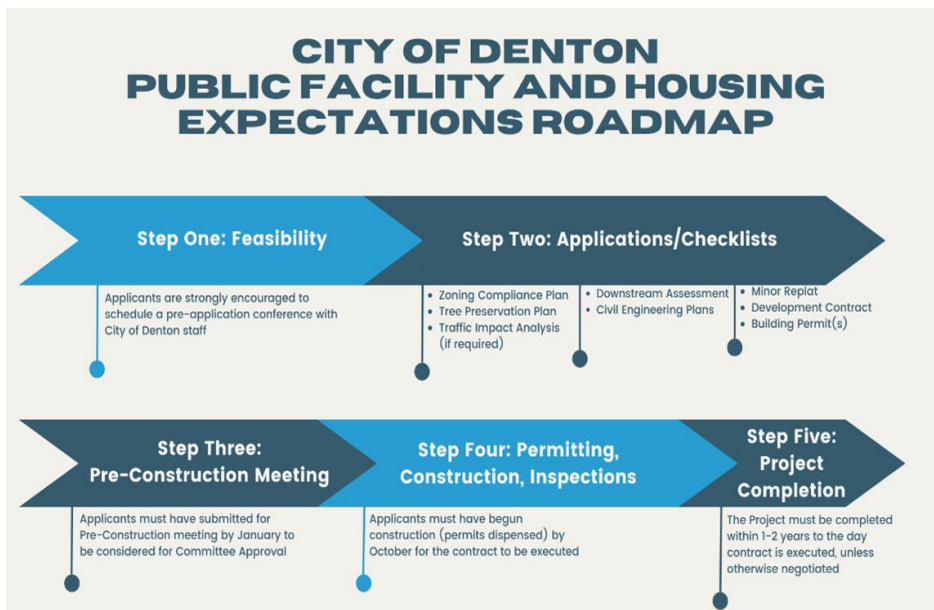 CITY OF DENTON
PUBLIC FACILITY AND HOUSING
EXPECTATIONS ROADMAP
Step One: Feasibility
Applicants are strongly encouraged to
schedule a pre-application conference with
City of Denton staff
Step Two: Applications/Checklists
• Zoning Compliance Plan
• Tree Preservation Plan
• Traffic Impact Analysis
(if required)
• Downstream Assessment
• Civil Engineering Plans
• Minor Replat
• Development Contract
• Building Permit(s)
Step Three:
Pre-Construction Meeting
Applicants must have submitted for
Pre-Construction meeting by January to
be considered for Committee Approval
Step Four: Permitting,
Construction, Inspections
Applicants must have begun
construction (permits dispensed) by
October for the contract to be executed
Step Five:
Project
Completion
The Project must be completed
within 1-2 years to the day
contract is executed, unless
otherwise negotiated